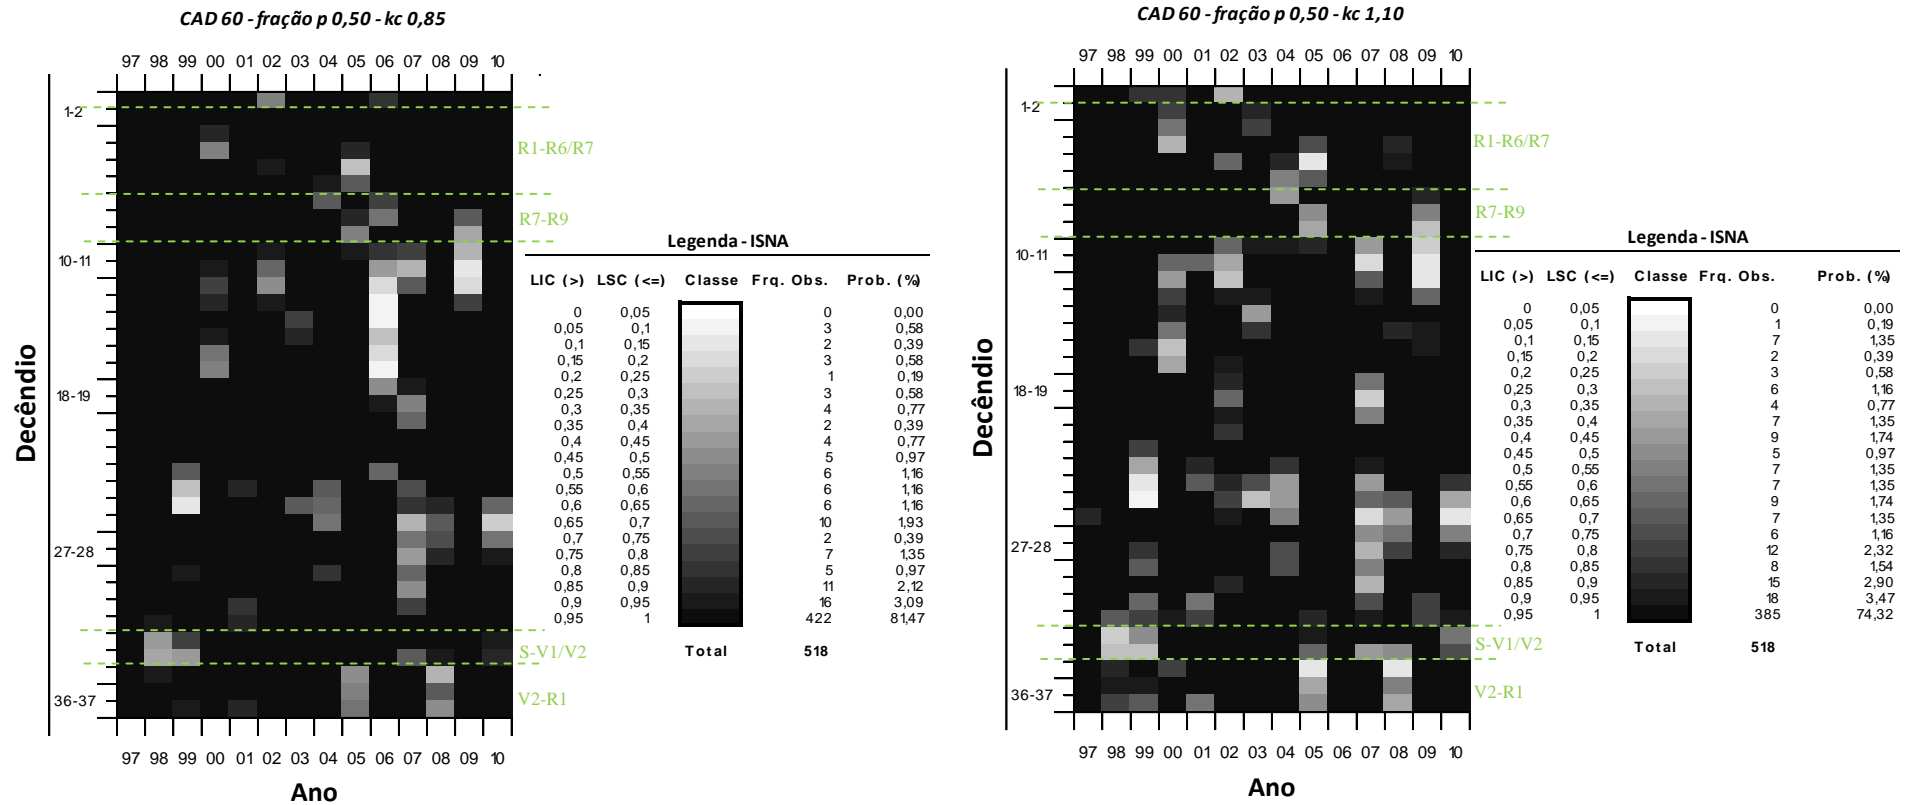 CAD 60 - fração p 0,50 - kc 0,85
97 98 99 00 01 02 03 04 05 06 07 08 09 10
1-2
10-11
18-19
27-28
36-37
Decêndio
R1-R6/R7
R7-R9
S-V1/V2
V2-R1
97 98 99 00 01 02 03 04 05 06 07 08 09 10
Ano
Legenda - ISNA
LIC (>) LSC (<=) Classe Frq. Obs. Prob. (%)
0 0,05 0 0,00
0,05 0,1 3 0,58
0,1 0,15 2 0,39
0,15 0,2 3 0,58
0,2 0,25 1 0,19
0,25 0,3 3 0,58
0,3 0,35 4 0,77
0,35 0,4 2 0,39
0,4 0,45 4 0,77
0,45 0,5 5 0,97
0,5 0,55 6 1,16
0,55 0,6 6 1,16
0,6 0,65 6 1,16
0,65 0,7 10 1,93
0,7 0,75 2 0,39
0,75 0,8 7 1,35
0,8 0,85 5 0,97
0,85 0,9 11 2,12
0,9 0,95 16 3,09
0,95 1 422 81,47
Total 518
CAD 60 - fração p 0,50 - kc 1,10
97 98 99 00 01 02 03 04 05 06 07 08 09 10
1-2
10-11
18-19
27-28
36-37
Decêndio
R1-R6/R7
R7-R9
S-V1/V2
V2-R1
97 98 99 00 01 02 03 04 05 06 07 08 09 10
Ano
Legenda - ISNA
LIC (>) LSC (<=) Classe Frq. Obs. Prob. (%)
0 0,05 0 0,00
0,05 0,1 1 0,19
0,1 0,15 7 1,35
0,15 0,2 2 0,39
0,2 0,25 3 0,58
0,25 0,3 6 1,16
0,3 0,35 4 0,77
0,35 0,4 7 1,35
0,4 0,45 9 1,74
0,45 0,5 5 0,97
0,5 0,55 7 1,35
0,55 0,6 7 1,35
0,6 0,65 9 1,74
0,65 0,7 7 1,35
0,7 0,75 6 1,16
0,75 0,8 12 2,32
0,8 0,85 8 1,54
0,85 0,9 15 2,90
0,9 0,95 18 3,47
0,95 1 385 74,32
Total 518